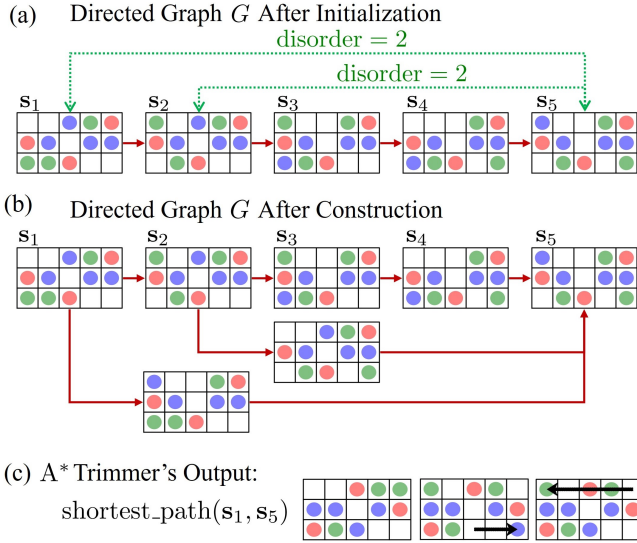 (a) Directed Graph G After Initialization
disorder = 2
disorder = 2
s₁ s₂ s₃ s₄ s₅
(b) Directed Graph G After Construction
s₁ s₂ s₃ s₄ s₅
(c) A* Trimmer's Output:
shortest_path(s₁, s₅)